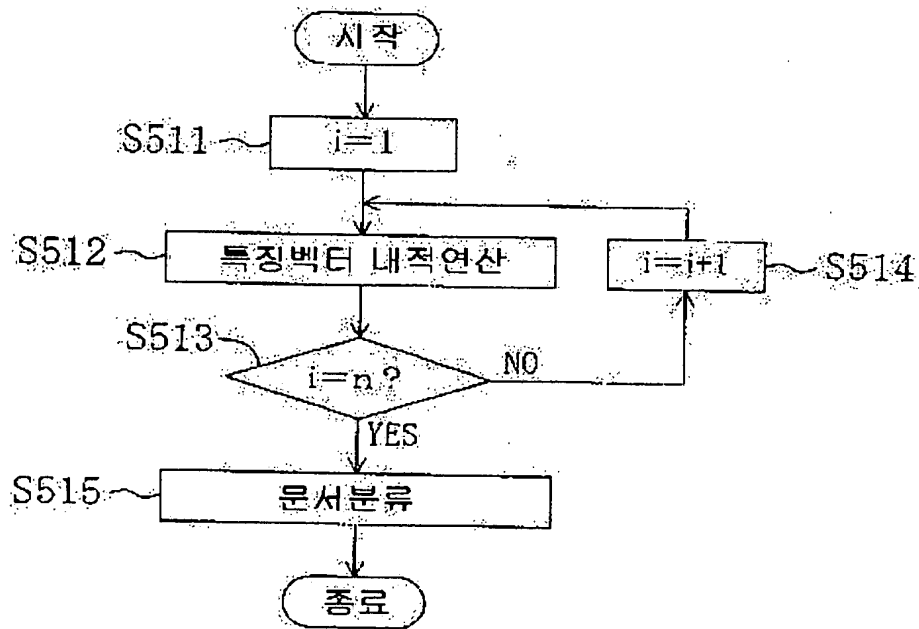 시작
S511
i=1
S512
특징벡터 내적연산
i=i+1
S514
S513
i=n?
NO
YES
S515
문서분류
종료